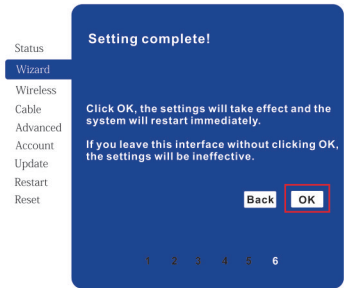 Status
Wizard
Wireless
Cable
Advanced
Account
Update
Restart
Reset
Setting complete!
Click OK, the settings will take effect and the
system will restart immediately.
If you leave this interface without clicking OK,
the settings will be ineffective.
Back OK
1 2 3 4 5 6